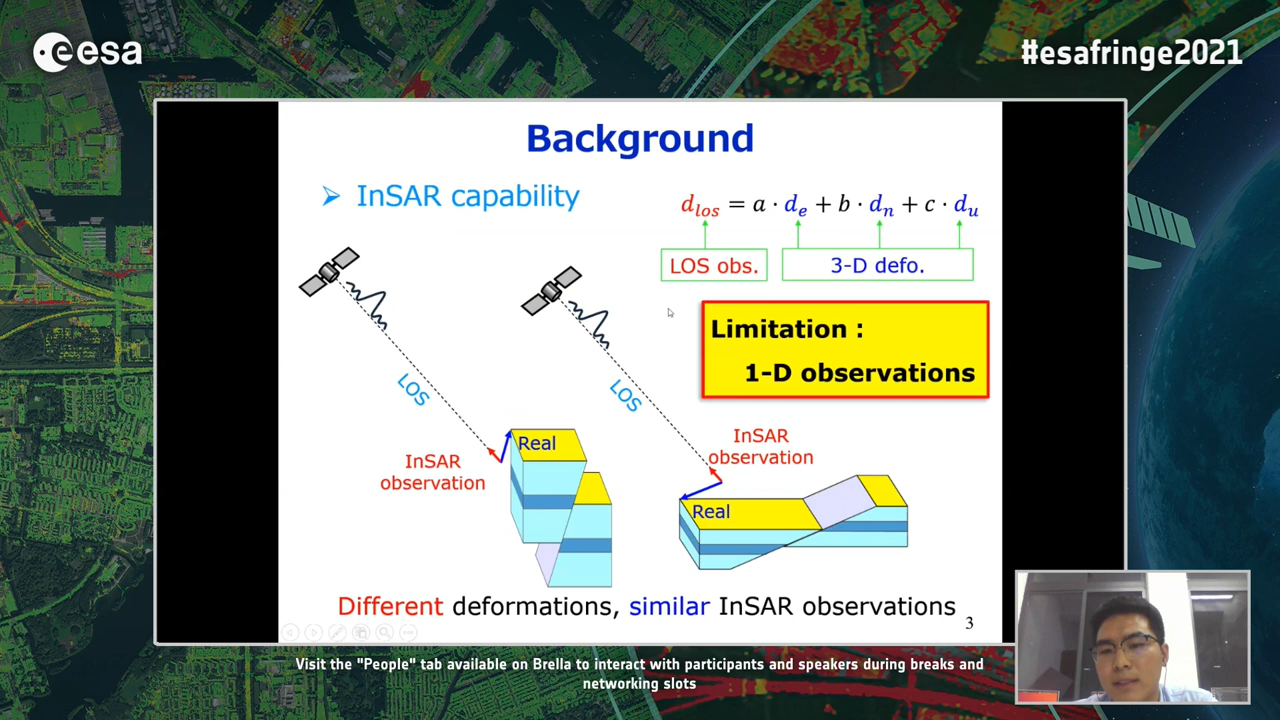 esa
#esafringe2021
Background
➢ InSAR capability
d_los = a · d_e + b · d_n + c · d_u
LOS obs.
3-D defo.
Limitation :
1-D observations
LOS
LOS
InSAR
observation
Real
InSAR
observation
Real
Different deformations, similar InSAR observations
3
Visit the "People" tab available on Brella to interact with participants and speakers during breaks and
networking slots